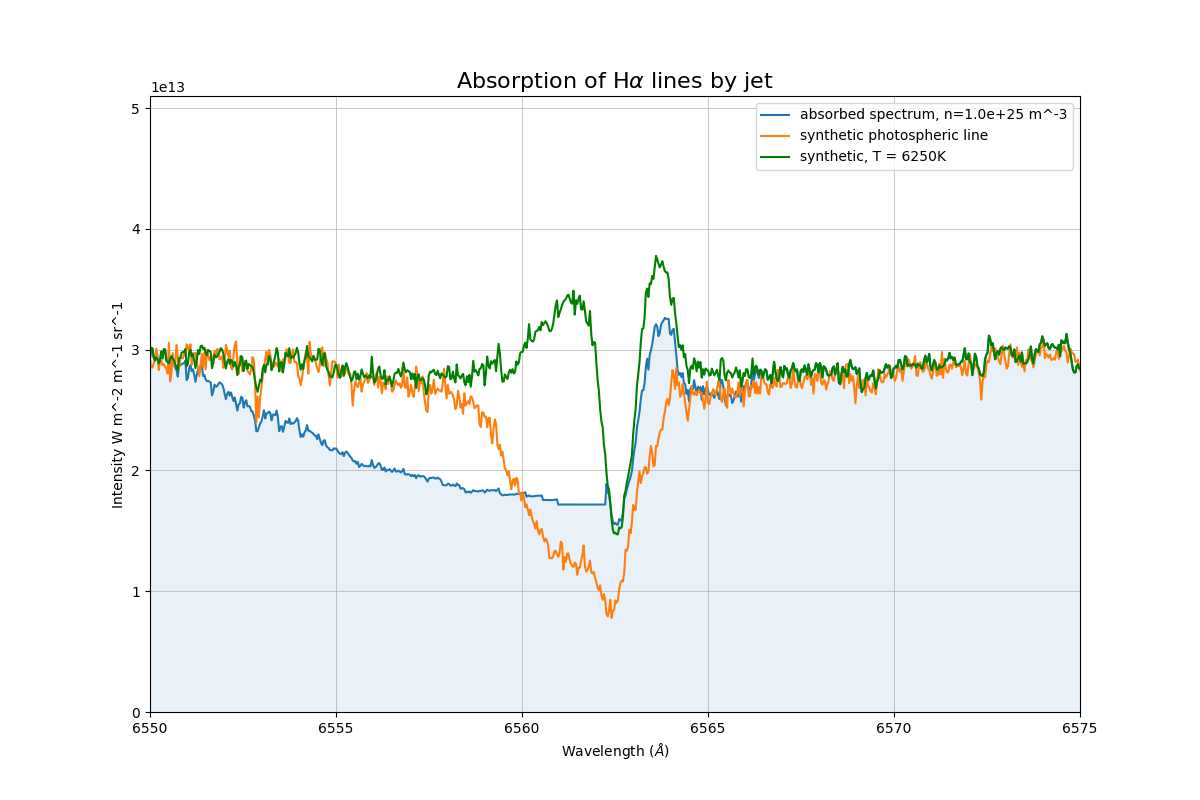 Absorption of Hα lines by jet
1e13
absorbed spectrum, n=1.0e+25 m^-3
synthetic photospheric line
synthetic, T = 6250K
5
4
3
2
1
0
Intensity W m^-2 m^-1 sr^-1
6550 6555 6560 6565 6570 6575
Wavelength (Å)